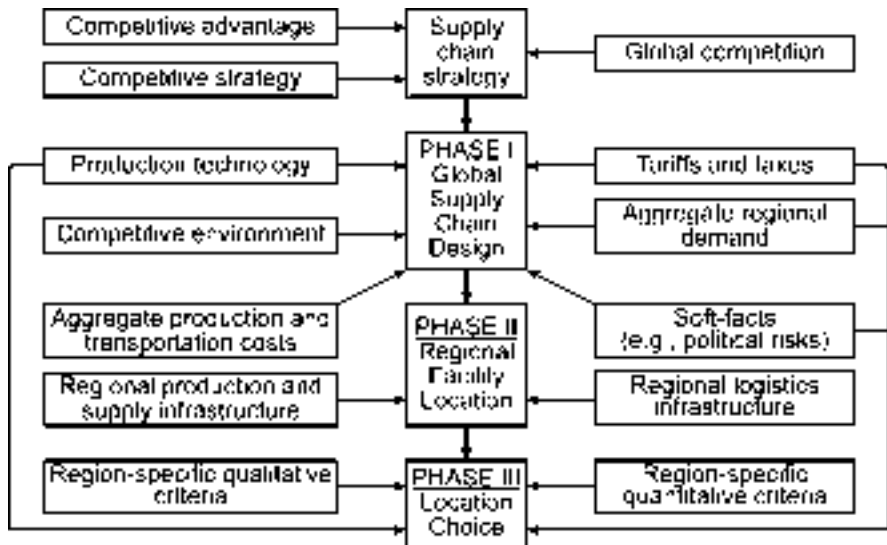 Competitive advantage
Supply
chain
strategy
Global competition
Competitive strategy
Production technology
PHASE I
Global
Supply
Chain
Design
Tariffs and taxes
Aggregate regional
demand
Competitive environment
Aggregate production and
transportation costs
PHASE II
Regional
Facility
Location
Soft-facts
(e.g., political risks)
Regional production and
supply infrastructure
Regional logistics
infrastructure
Region-specific qualitative
criteria
PHASE III
Location
Choice
Region-specific
quantitative criteria